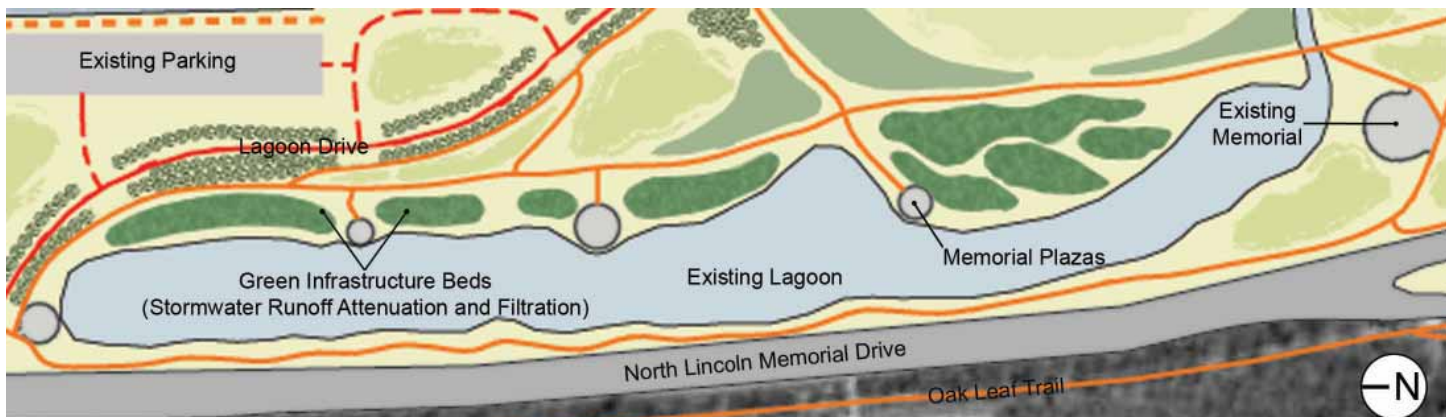 Existing Parking
Lagoon Drive
Existing
Memorial
Green Infrastructure Beds
(Stormwater Runoff Attenuation and Filtration)
Existing Lagoon
Memorial Plazas
North Lincoln Memorial Drive
Oak Leaf Trail
N